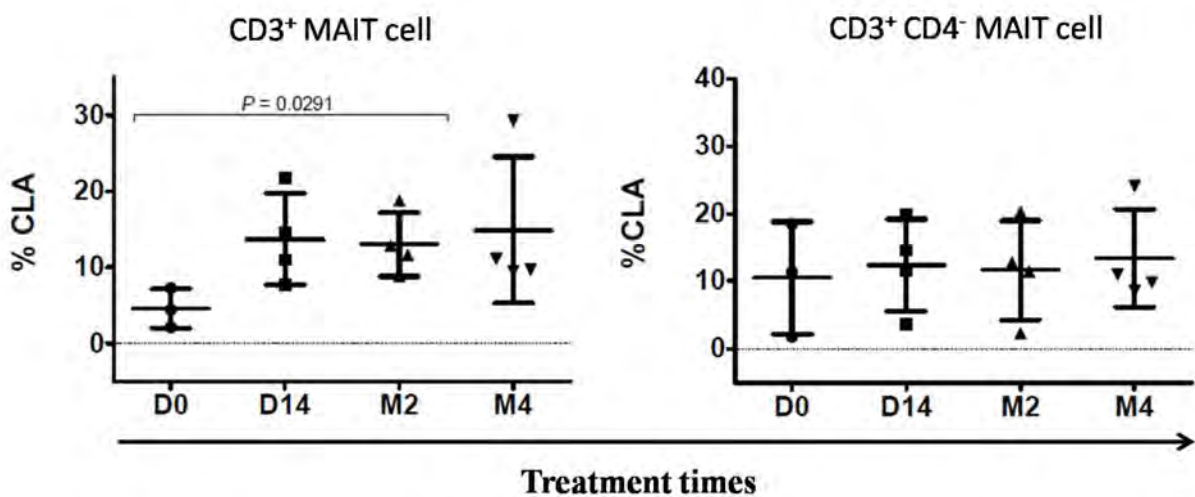 CD3⁺ MAIT cell
CD3⁺ CD4⁻ MAIT cell
P = 0.0291
% CLA
30
20
10
0
D0 D14 M2 M4
%CLA
40
30
20
10
0
D0 D14 M2 M4
Treatment times